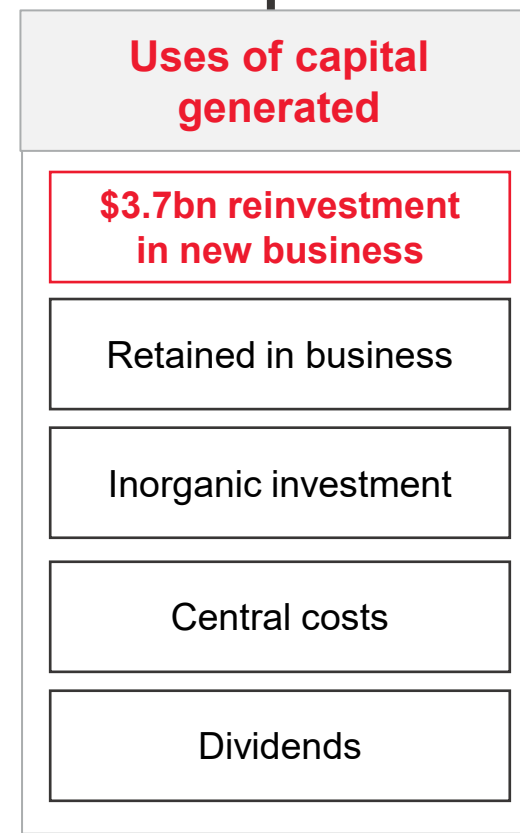 Uses of capital
generated
$3.7bn reinvestment
in new business
Retained in business
Inorganic investment
Central costs
Dividends